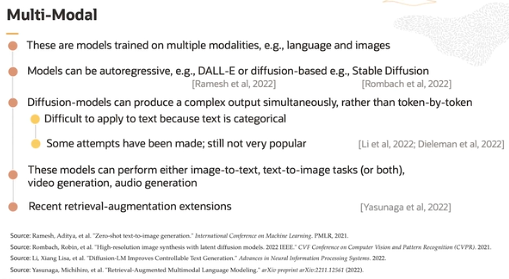 Multi-Modal
These are models trained on multiple modalities, e.g., language and images
Models can be autoregressive, e.g., DALL-E or diffusion-based e.g., Stable Diffusion
[Ramesh et al, 2022] [Rombach et al, 2022]
Diffusion-models can produce a complex output simultaneously, rather than token-by-token
Difficult to apply to text because text is categorical
Some attempts have been made; still not very popular [Li et al, 2022; Dieleman et al, 2022]
These models can perform either image-to-text, text-to-image tasks (or both),
video generation, audio generation
Recent retrieval-augmentation extensions [Yasunaga et al, 2022]
Source: Ramesh, Aditya, et al. "Zero-shot text-to-image generation." International Conference on Machine Learning. PMLR, 2021.
Source: Rombach, Robin, et al. "High-resolution image synthesis with latent diffusion models. 2022 IEEE." CVF Conference on Computer Vision and Pattern Recognition (CVPR). 2021.
Source: Li, Xiang Lisa, et al. "Diffusion-LM Improves Controllable Text Generation." Advances in Neural Information Processing Systems. 2022.
Source: Yasunaga, Michihiro, et al. "Retrieval-Augmented Multimodal Language Modeling." arXiv preprint arXiv:2211.12561 (2022).